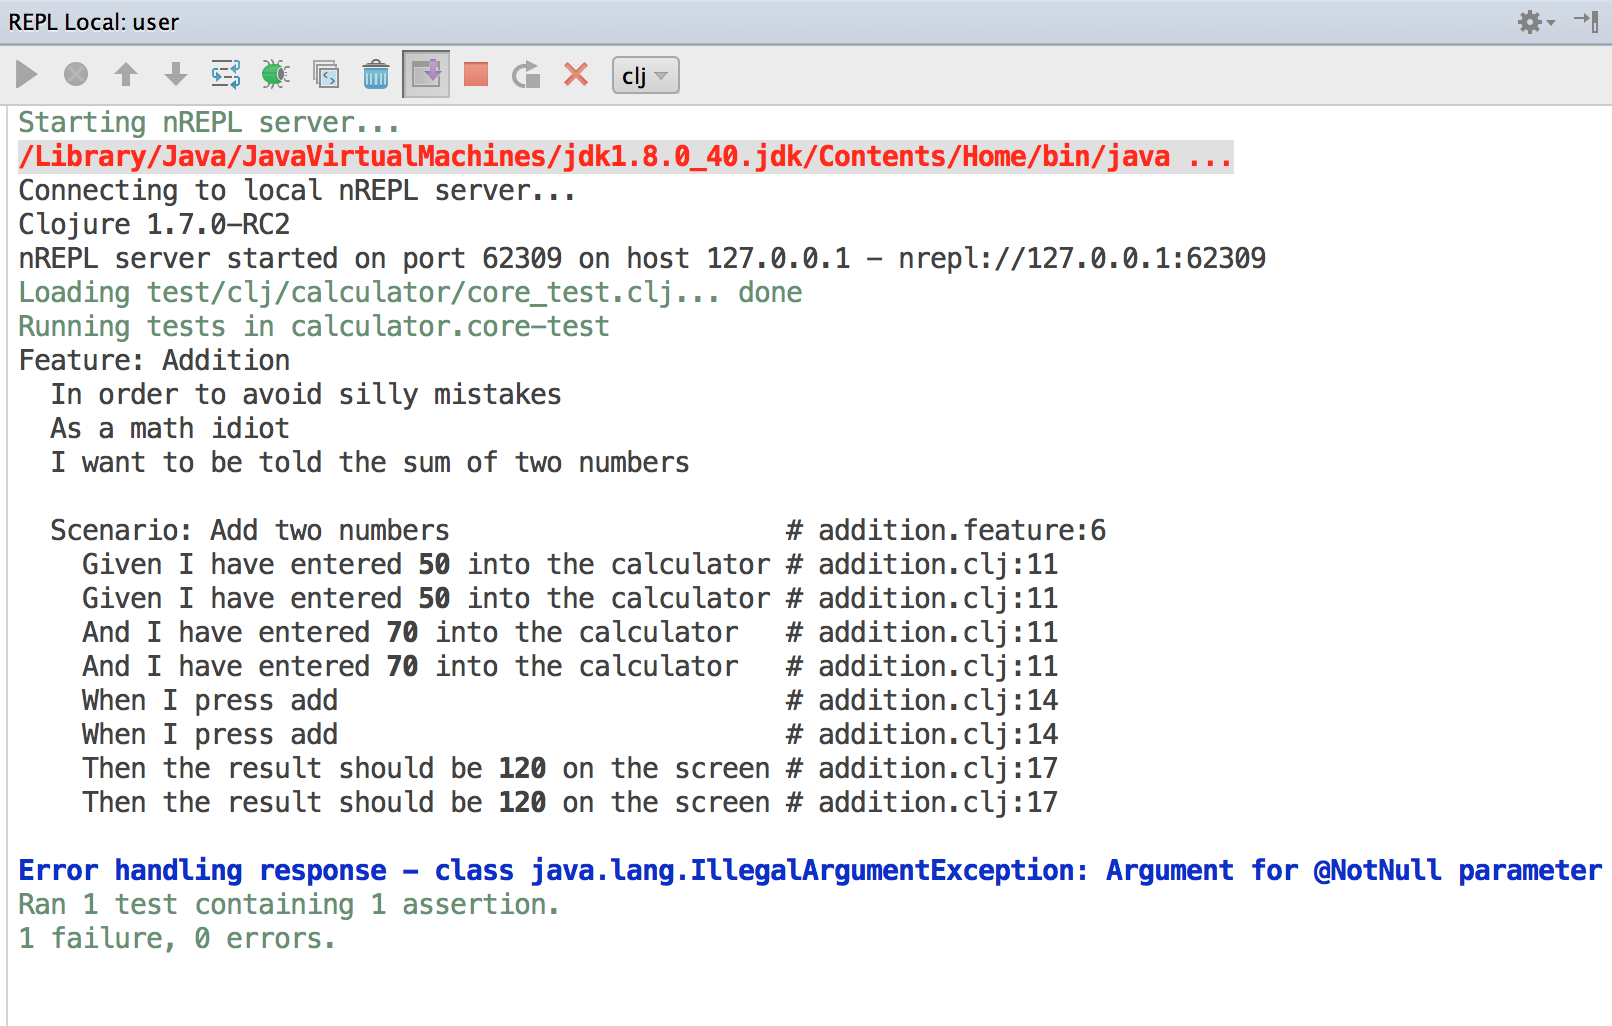 REPL Local: user
clj
Starting nREPL server...
/Library/Java/JavaVirtualMachines/jdk1.8.0_40.jdk/Contents/Home/bin/java ...
Connecting to local nREPL server...
Clojure 1.7.0-RC2
nREPL server started on port 62309 on host 127.0.0.1 - nrepl://127.0.0.1:62309
Loading test/clj/calculator/core_test.clj... done
Running tests in calculator.core-test
Feature: Addition
  In order to avoid silly mistakes
  As a math idiot
  I want to be told the sum of two numbers
  Scenario: Add two numbers                     # addition.feature:6
    Given I have entered 50 into the calculator # addition.clj:11
    Given I have entered 50 into the calculator # addition.clj:11
    And I have entered 70 into the calculator   # addition.clj:11
    And I have entered 70 into the calculator   # addition.clj:11
    When I press add                            # addition.clj:14
    When I press add                            # addition.clj:14
    Then the result should be 120 on the screen # addition.clj:17
    Then the result should be 120 on the screen # addition.clj:17
Error handling response - class java.lang.IllegalArgumentException: Argument for @NotNull parameter
Ran 1 test containing 1 assertion.
1 failure, 0 errors.